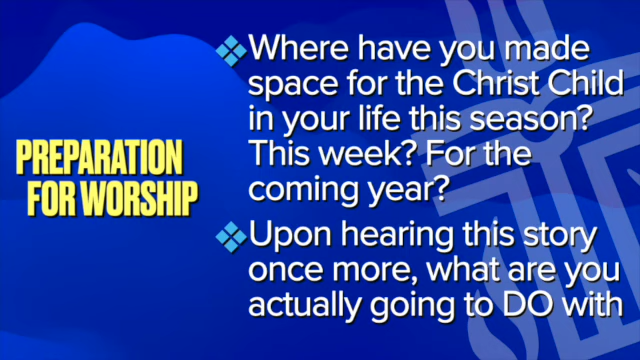 PREPARATION
FOR WORSHIP
Where have you made
space for the Christ Child
in your life this season?
This week? For the
coming year?
Upon hearing this story
once more, what are you
actually going to DO with